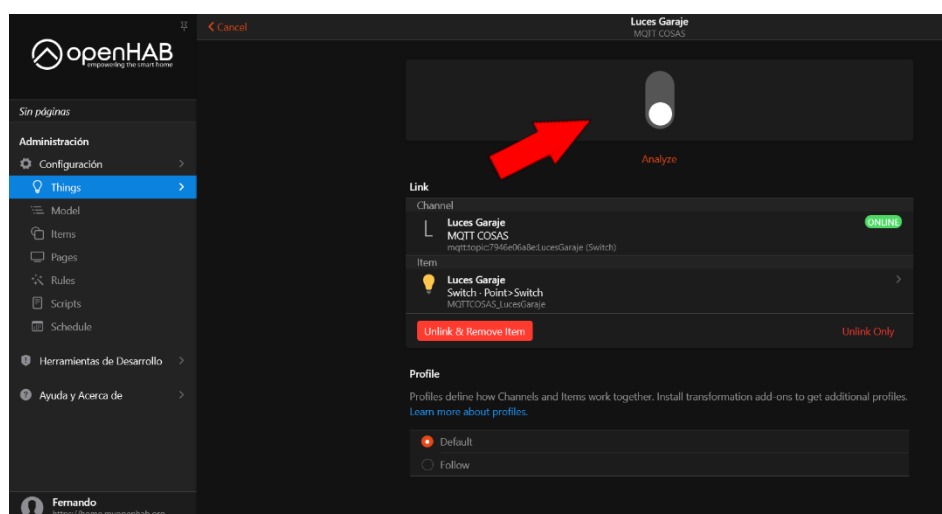 openHAB
empowering the smart home
Sin páginas
Administración
Configuración
Things
Model
Items
Pages
Rules
Scripts
Schedule
Herramientas de Desarrollo
Ayuda y Acerca de
Fernando
https://home.myopenhab.org
Cancel
Luces Garaje
MQTT COSAS
Analyze
Link
Channel
L
Luces Garaje
MQTT COSAS
mqtt:topic:7946e06a8e:LucesGaraje (Switch)
ONLINE
Item
Luces Garaje
Switch · Point>Switch
MQTTCOSAS_LucesGaraje
Unlink & Remove Item
Unlink Only
Profile
Profiles define how Channels and Items work together. Install transformation add-ons to get additional profiles.
Learn more about profiles.
Default
Follow